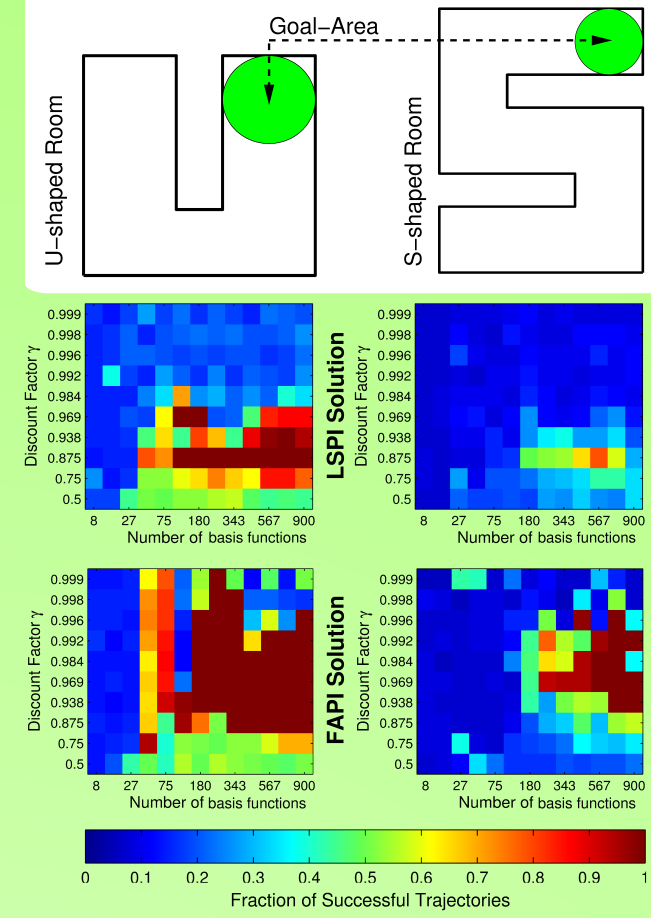 Goal−Area
U−shaped Room
S−shaped Room
LSPI Solution
Discount Factor γ
0.999
0.998
0.996
0.992
0.984
0.969
0.938
0.875
0.75
0.5
8 27 75 180 343 567 900
Number of basis functions
Discount Factor γ
0.999
0.998
0.996
0.992
0.984
0.969
0.938
0.875
0.75
0.5
8 27 75 180 343 567 900
Number of basis functions
FAPI Solution
Discount Factor γ
0.999
0.998
0.996
0.992
0.984
0.969
0.938
0.875
0.75
0.5
8 27 75 180 343 567 900
Number of basis functions
Discount Factor γ
0.999
0.998
0.996
0.992
0.984
0.969
0.938
0.875
0.75
0.5
8 27 75 180 343 567 900
Number of basis functions
0 0.1 0.2 0.3 0.4 0.5 0.6 0.7 0.8 0.9 1
Fraction of Successful Trajectories